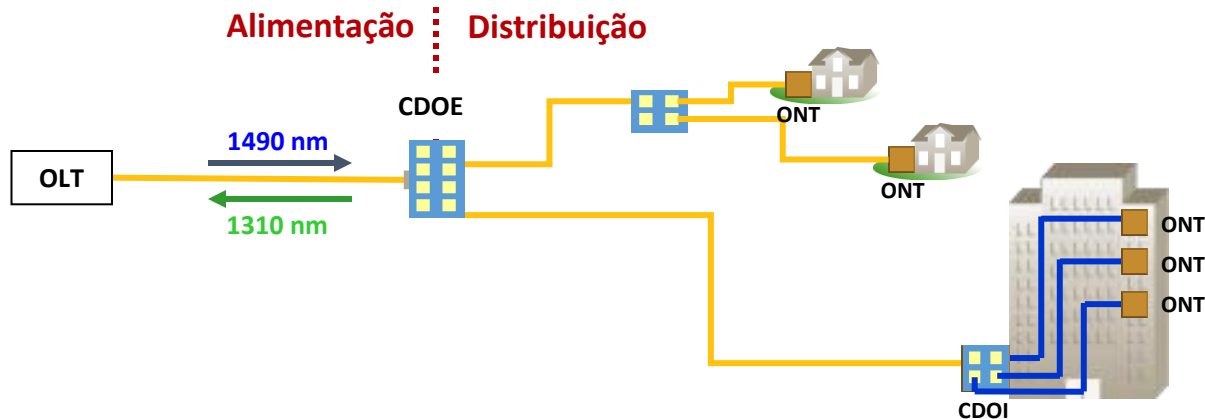 Alimentação
Distribuição
CDOE
1490 nm
OLT
1310 nm
ONT
ONT
ONT
ONT
ONT
CDOI